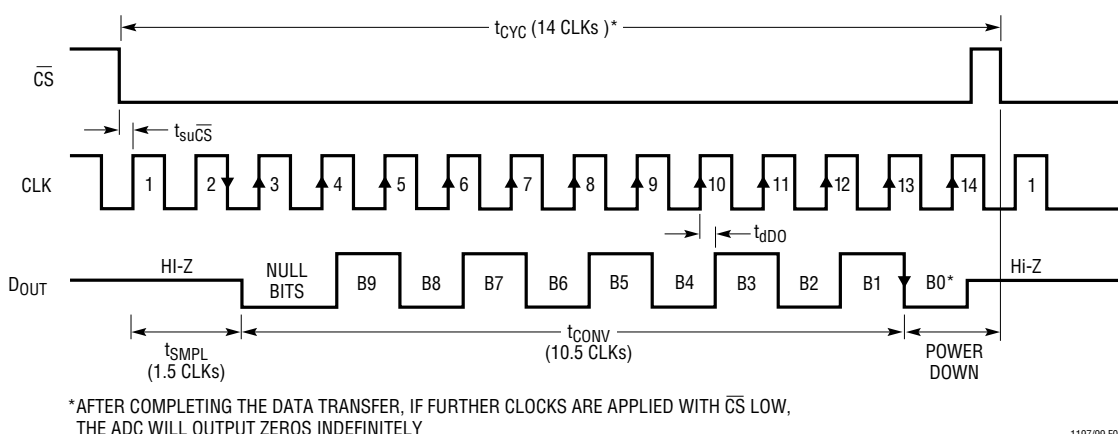 tCYC (14 CLKs )*
CS
tsuCS
CLK
1 2 3 4 5 6 7 8 9 10 11 12 13 14 1
tdDO
DOUT
HI-Z
NULL
BITS
B9 B8 B7 B6 B5 B4 B3 B2 B1 B0*
Hi-Z
tSMPL
(1.5 CLKs)
tCONV
(10.5 CLKs)
POWER
DOWN
*AFTER COMPLETING THE DATA TRANSFER, IF FURTHER CLOCKS ARE APPLIED WITH CS LOW,
THE ADC WILL OUTPUT ZEROS INDEFINITELY